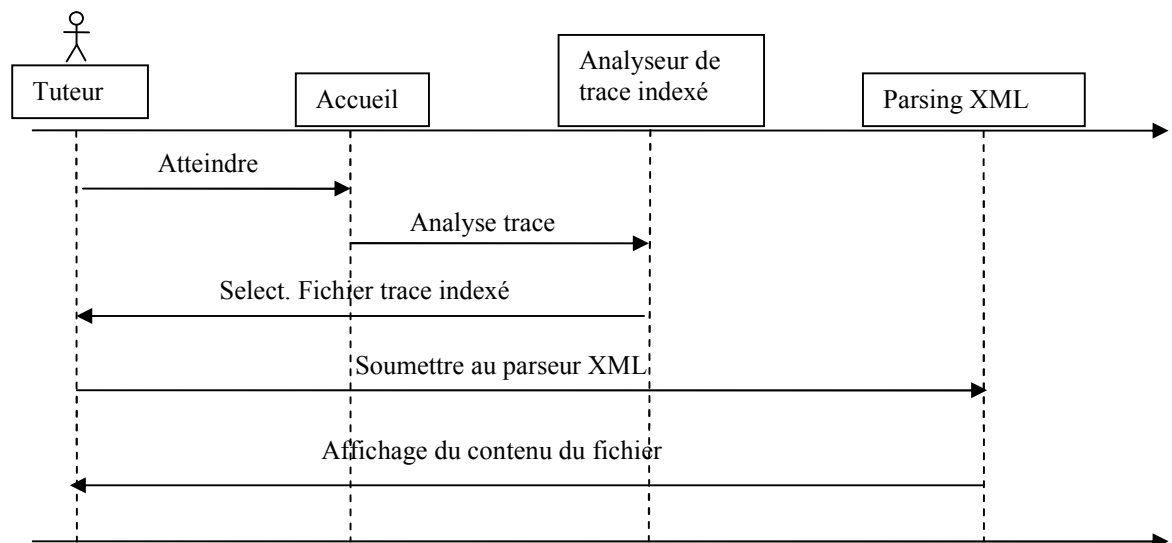 Tuteur
Accueil
Analyseur de
trace indexé
Parsing XML
Atteindre
Analyse trace
Select. Fichier trace indexé
Soumettre au parseur XML
Affichage du contenu du fichier